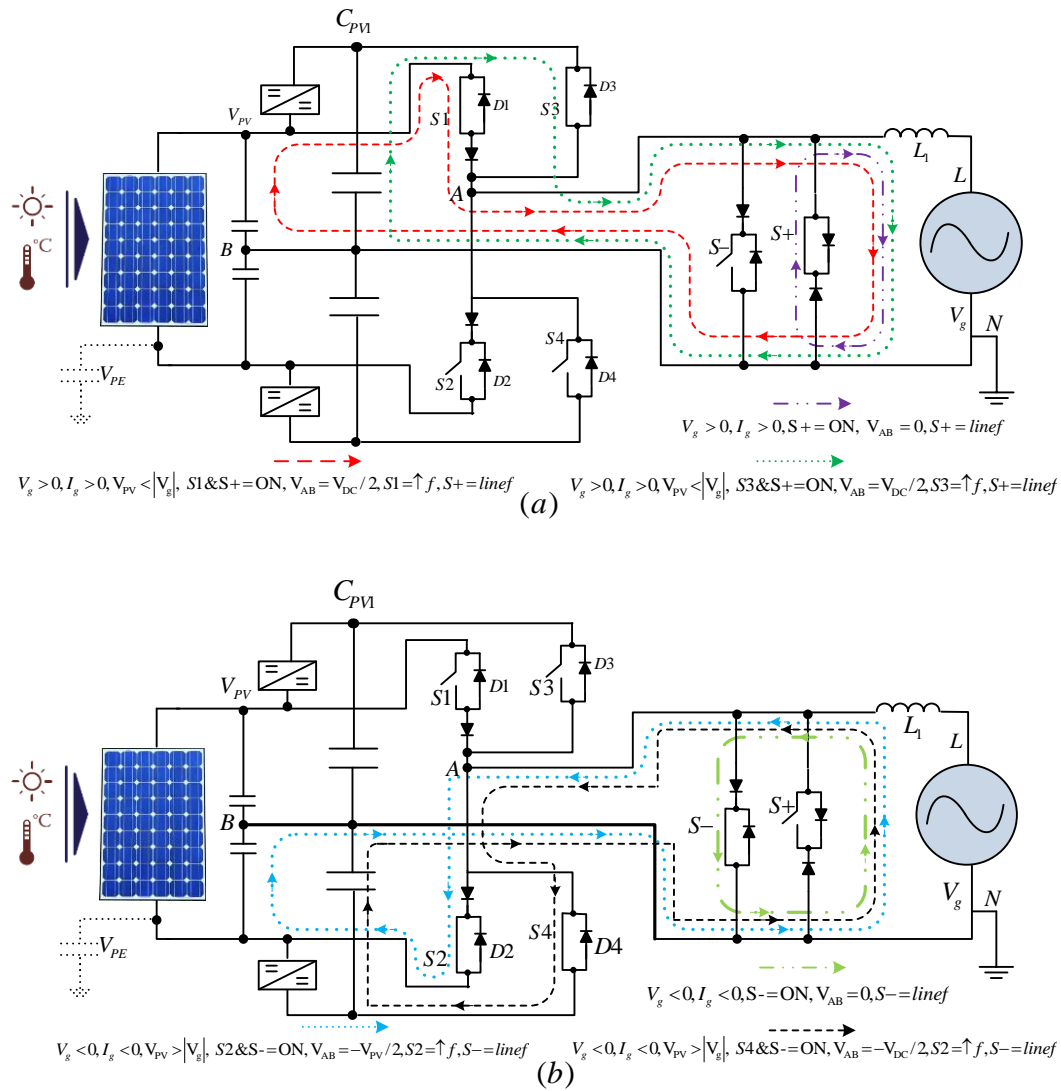 C_PV1
D1
D3
S1
S3
V_PV
°C
A
B
L_1
L
S-
S+
V_g
N
S2
D2
S4
D4
V_PE
V_g > 0, I_g > 0, S+ = ON, V_AB = 0, S+ = linef
V_g > 0, I_g > 0, V_PV < |V_g|, S1&S+ = ON, V_AB = V_DC/2, S1 = ↑ f, S+ = linef
V_g > 0, I_g > 0, V_PV < |V_g|, S3&S+ = ON, V_AB = V_DC/2, S3 = ↑ f, S+ = linef
(a)
C_PV1
S1
D1
S3
D3
V_PV
°C
A
B
L_1
L
S-
S+
V_g
N
S2
D2
S4
D4
V_PE
V_g < 0, I_g < 0, S- = ON, V_AB = 0, S- = linef
V_g < 0, I_g < 0, V_PV > |V_g|, S2&S- = ON, V_AB = -V_PV/2, S2 = ↑ f, S- = linef
V_g < 0, I_g < 0, V_PV > |V_g|, S4&S- = ON, V_AB = -V_DC/2, S2 = ↑ f, S- = linef
(b)